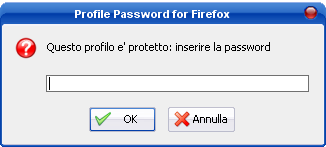 Profile Password for Firefox
Questo profilo e' protetto: inserire la password
OK
Annulla